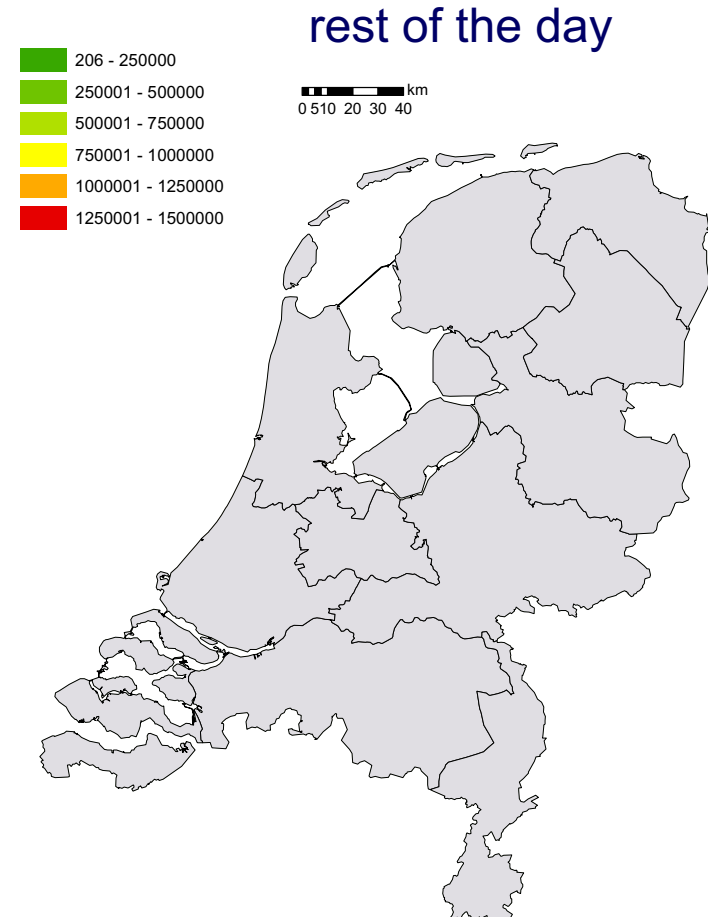 rest of the day
206 - 250000
250001 - 500000
500001 - 750000
750001 - 1000000
1000001 - 1250000
1250001 - 1500000
km
0 510 20 30 40